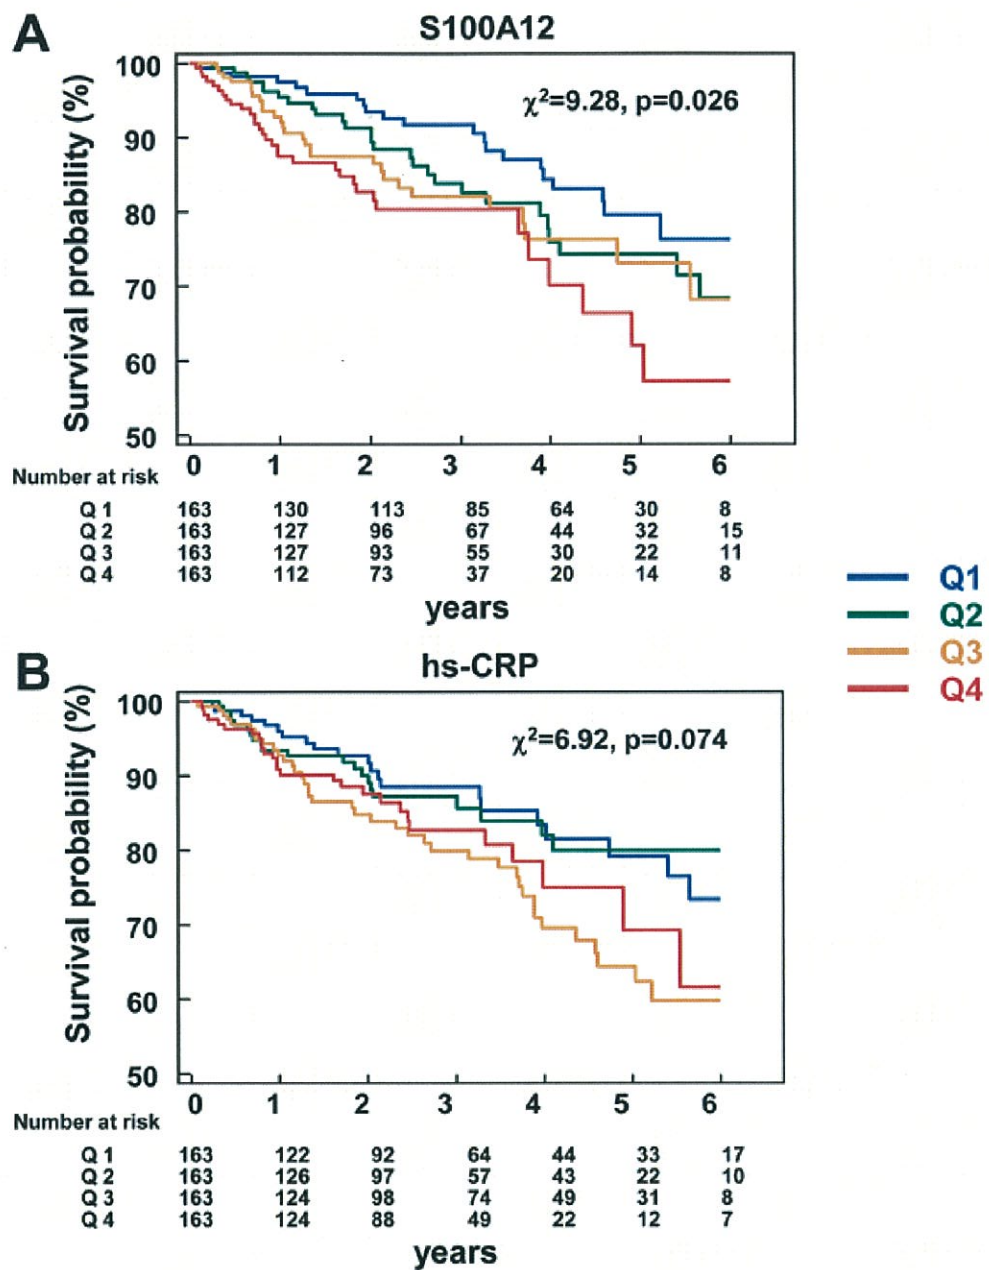 A
S100A12
χ²=9.28, p=0.026
Survival probability (%)
100
90
80
70
60
50
0 1 2 3 4 5 6
Number at risk
Q 1 163 130 113 85 64 30 8
Q 2 163 127 96 67 44 32 15
Q 3 163 127 93 55 30 22 11
Q 4 163 112 73 37 20 14 8
years
Q1
Q2
Q3
Q4
B
hs-CRP
χ²=6.92, p=0.074
Survival probability (%)
100
90
80
70
60
50
0 1 2 3 4 5 6
Number at risk
Q 1 163 122 92 64 44 33 17
Q 2 163 126 97 57 43 22 10
Q 3 163 124 98 74 49 31 8
Q 4 163 124 88 49 22 12 7
years